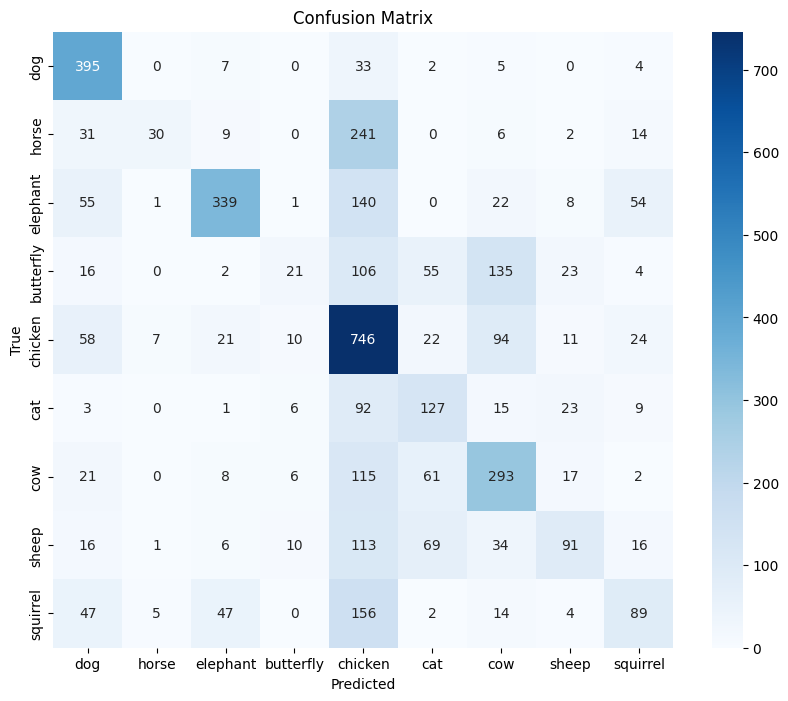 Confusion Matrix
dog 395 0 7 0 33 2 5 0 4
horse 31 30 9 0 241 0 6 2 14
elephant 55 1 339 1 140 0 22 8 54
butterfly 16 0 2 21 106 55 135 23 4
chicken 58 7 21 10 746 22 94 11 24
cat 3 0 1 6 92 127 15 23 9
cow 21 0 8 6 115 61 293 17 2
sheep 16 1 6 10 113 69 34 91 16
squirrel 47 5 47 0 156 2 14 4 89
True
dog horse elephant butterfly chicken cat cow sheep squirrel
Predicted
700
600
500
400
300
200
100
0